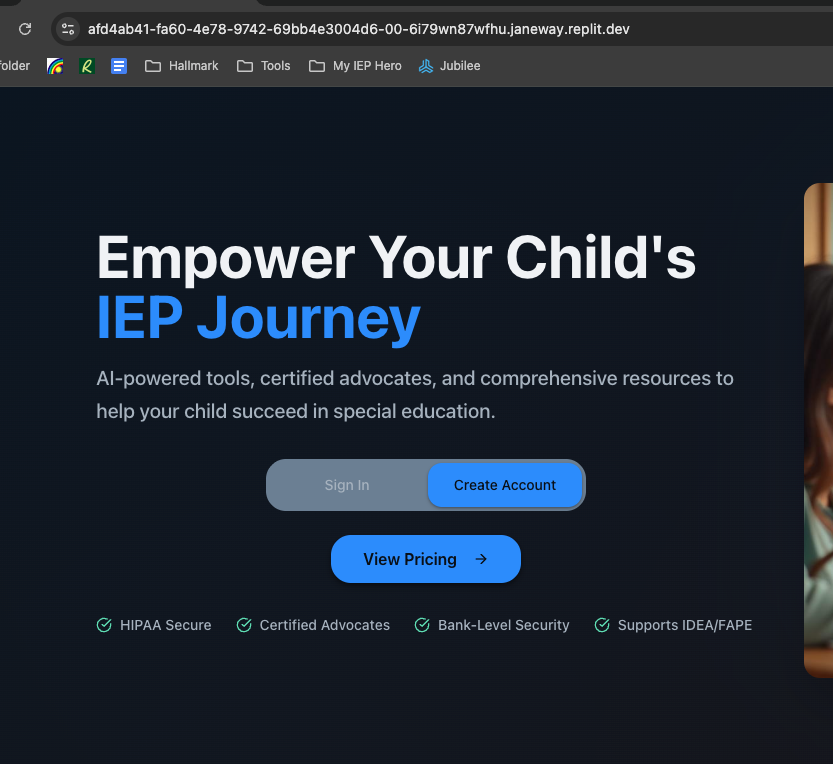 afd4ab41-fa60-4e78-9742-69bb4e3004d6-00-6i79wn87wfhu.janeway.replit.dev
older Hallmark Tools My IEP Hero Jubilee
Empower Your Child's
IEP Journey
AI-powered tools, certified advocates, and comprehensive resources to
help your child succeed in special education.
Sign In Create Account
View Pricing →
HIPAA Secure Certified Advocates Bank-Level Security Supports IDEA/FAPE